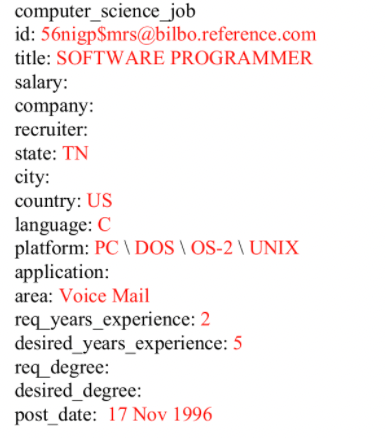 computer_science_job
id: 56nigp$mrs@bilbo.reference.com
title: SOFTWARE PROGRAMMER
salary:
company:
recruiter:
state: TN
city:
country: US
language: C
platform: PC \ DOS \ OS-2 \ UNIX
application:
area: Voice Mail
req_years_experience: 2
desired_years_experience: 5
req_degree:
desired_degree:
post_date: 17 Nov 1996